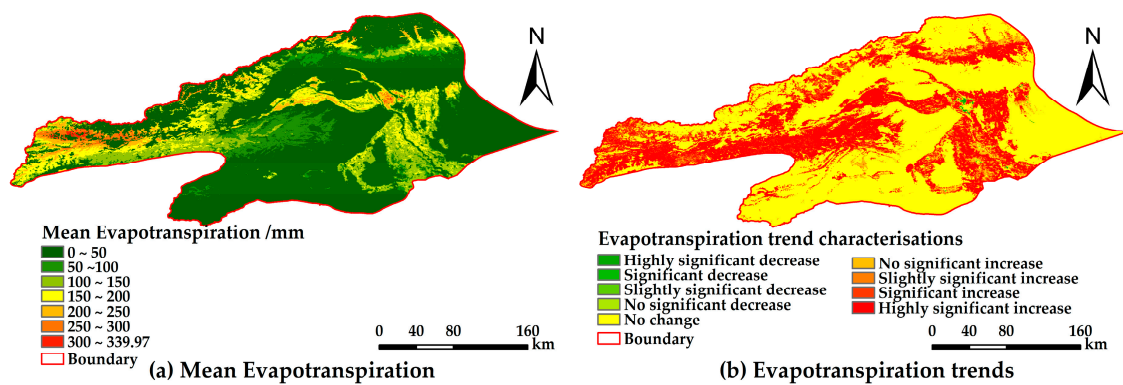 N
Mean Evapotranspiration /mm
0 ~ 50
50 ~100
100 ~ 150
150 ~ 200
200 ~ 250
250 ~ 300
300 ~ 339.97
Boundary
0 40 80 160
km
(a) Mean Evapotranspiration
N
Evapotranspiration trend characterisations
Highly significant decrease
Significant decrease
Slightly significant decrease
No significant decrease
No change
Boundary
No significant increase
Slightly significant increase
Significant increase
Highly significant increase
0 40 80 160
km
(b) Evapotranspiration trends